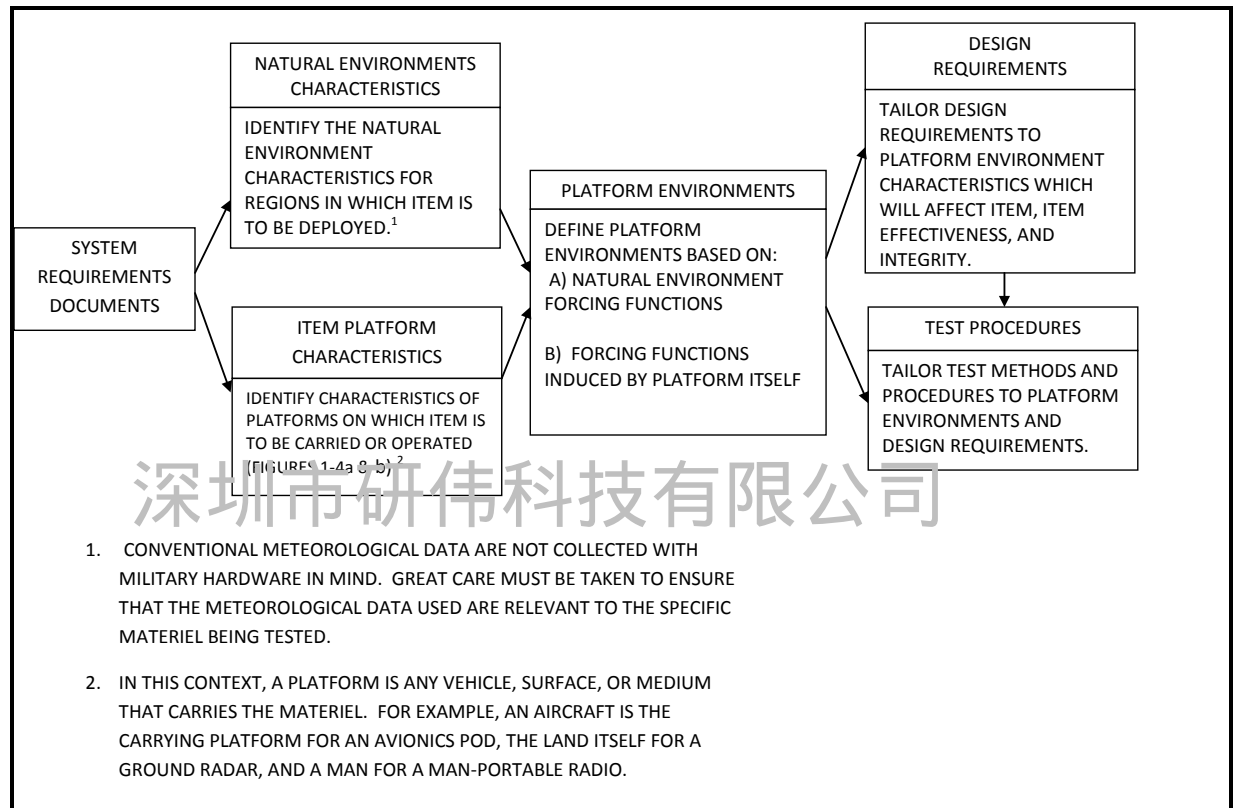 NATURAL ENVIRONMENTS
CHARACTERISTICS
IDENTIFY THE NATURAL
ENVIRONMENT
CHARACTERISTICS FOR
REGIONS IN WHICH ITEM IS
TO BE DEPLOYED.1
SYSTEM
REQUIREMENTS
DOCUMENTS
ITEM PLATFORM
CHARACTERISTICS
IDENTIFY CHARACTERISTICS OF
PLATFORMS ON WHICH ITEM IS
TO BE CARRIED OR OPERATED
(FIGURES 1-4a & b).2
PLATFORM ENVIRONMENTS
DEFINE PLATFORM
ENVIRONMENTS BASED ON:
A) NATURAL ENVIRONMENT
FORCING FUNCTIONS
B) FORCING FUNCTIONS
INDUCED BY PLATFORM ITSELF
DESIGN
REQUIREMENTS
TAILOR DESIGN
REQUIREMENTS TO
PLATFORM ENVIRONMENT
CHARACTERISTICS WHICH
WILL AFFECT ITEM, ITEM
EFFECTIVENESS, AND
INTEGRITY.
TEST PROCEDURES
TAILOR TEST METHODS AND
PROCEDURES TO PLATFORM
ENVIRONMENTS AND
DESIGN REQUIREMENTS.
深圳市研伟科技有限公司
1. CONVENTIONAL METEOROLOGICAL DATA ARE NOT COLLECTED WITH
MILITARY HARDWARE IN MIND. GREAT CARE MUST BE TAKEN TO ENSURE
THAT THE METEOROLOGICAL DATA USED ARE RELEVANT TO THE SPECIFIC
MATERIEL BEING TESTED.
2. IN THIS CONTEXT, A PLATFORM IS ANY VEHICLE, SURFACE, OR MEDIUM
THAT CARRIES THE MATERIEL. FOR EXAMPLE, AN AIRCRAFT IS THE
CARRYING PLATFORM FOR AN AVIONICS POD, THE LAND ITSELF FOR A
GROUND RADAR, AND A MAN FOR A MAN-PORTABLE RADIO.